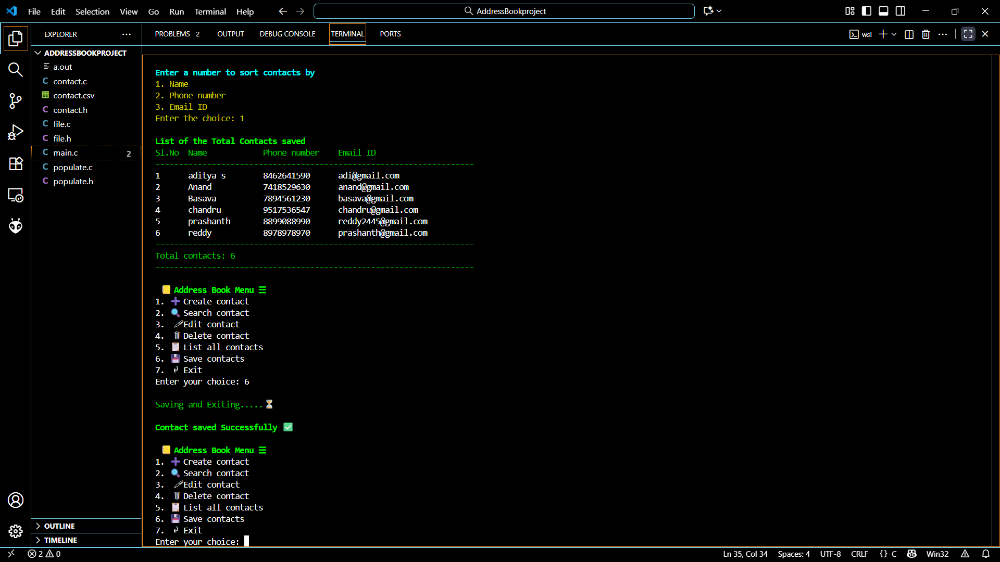 File Edit Selection View Go Run Terminal Help
AddressBookproject
EXPLORER
ADDRESSBOOKPROJECT
a.out
C contact.c
contact.csv
C contact.h
C file.c
C file.h
C main.c 2
C populate.c
C populate.h
OUTLINE
TIMELINE
PROBLEMS 2 OUTPUT DEBUG CONSOLE TERMINAL PORTS
wsl
Enter a number to sort contacts by
1. Name
2. Phone number
3. Email ID
Enter the choice: 1
List of the Total Contacts saved
Sl.No Name Phone number Email ID
--------------------------------------------------------------------
1 aditya s 8462641590 adi@gmail.com
2 Anand 7418529630 anand@gmail.com
3 Basava 7894561230 basava@gmail.com
4 chandru 9517536547 chandru@gmail.com
5 prashanth 8899088990 reddy2445@gmail.com
6 reddy 8978978970 prashanth@gmail.com
--------------------------------------------------------------------
Total contacts: 6
--------------------------------------------------------------------
📒 Address Book Menu ☰
1. ➕ Create contact
2. 🔍 Search contact
3. 🖊Edit contact
4. 🗑 Delete contact
5. 📋 List all contacts
6. 💾 Save contacts
7. ↲ Exit
Enter your choice: 6
Saving and Exiting.....⏳
Contact saved Successfully ✅
📒 Address Book Menu ☰
1. ➕ Create contact
2. 🔍 Search contact
3. 🖊Edit contact
4. 🗑 Delete contact
5. 📋 List all contacts
6. 💾 Save contacts
7. ↲ Exit
Enter your choice:
2 0
Ln 35, Col 34 Spaces: 4 UTF-8 CRLF {} C Win32